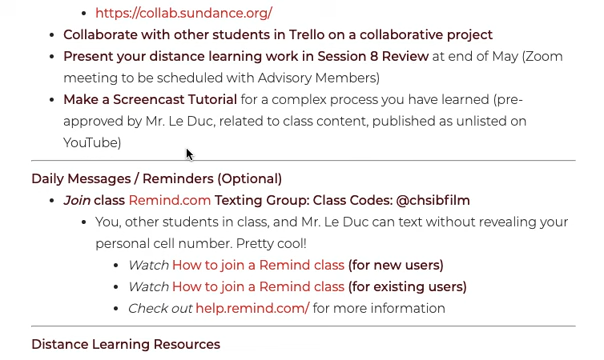 https://collab.sundance.org/
Collaborate with other students in Trello on a collaborative project
Present your distance learning work in Session 8 Review at end of May (Zoom
meeting to be scheduled with Advisory Members)
Make a Screencast Tutorial for a complex process you have learned (pre-
approved by Mr. Le Duc, related to class content, published as unlisted on
YouTube)
Daily Messages / Reminders (Optional)
Join class Remind.com Texting Group: Class Codes: @chsibfilm
You, other students in class, and Mr. Le Duc can text without revealing your
personal cell number. Pretty cool!
Watch How to join a Remind class (for new users)
Watch How to join a Remind class (for existing users)
Check out help.remind.com/ for more information
Distance Learning Resources